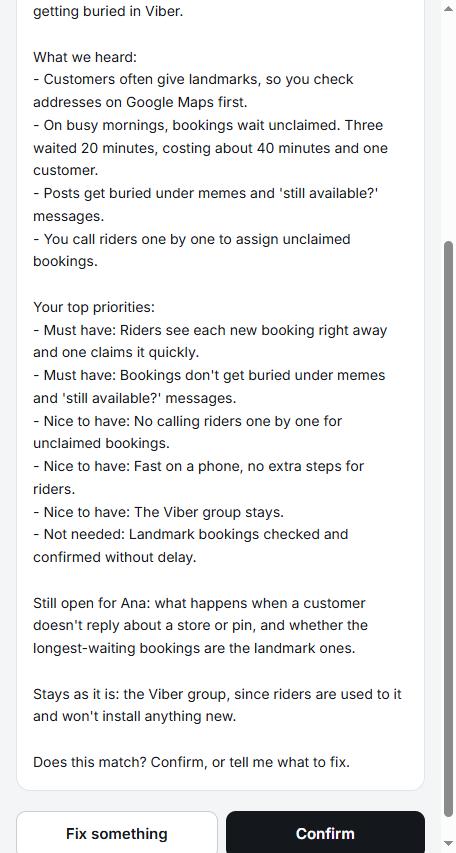 getting buried in Viber.
What we heard:
- Customers often give landmarks, so you check
addresses on Google Maps first.
- On busy mornings, bookings wait unclaimed. Three
waited 20 minutes, costing about 40 minutes and one
customer.
- Posts get buried under memes and 'still available?'
messages.
- You call riders one by one to assign unclaimed
bookings.
Your top priorities:
- Must have: Riders see each new booking right away
and one claims it quickly.
- Must have: Bookings don't get buried under memes
and 'still available?' messages.
- Nice to have: No calling riders one by one for
unclaimed bookings.
- Nice to have: Fast on a phone, no extra steps for
riders.
- Nice to have: The Viber group stays.
- Not needed: Landmark bookings checked and
confirmed without delay.
Still open for Ana: what happens when a customer
doesn't reply about a store or pin, and whether the
longest-waiting bookings are the landmark ones.
Stays as it is: the Viber group, since riders are used to it
and won't install anything new.
Does this match? Confirm, or tell me what to fix.
Fix something
Confirm